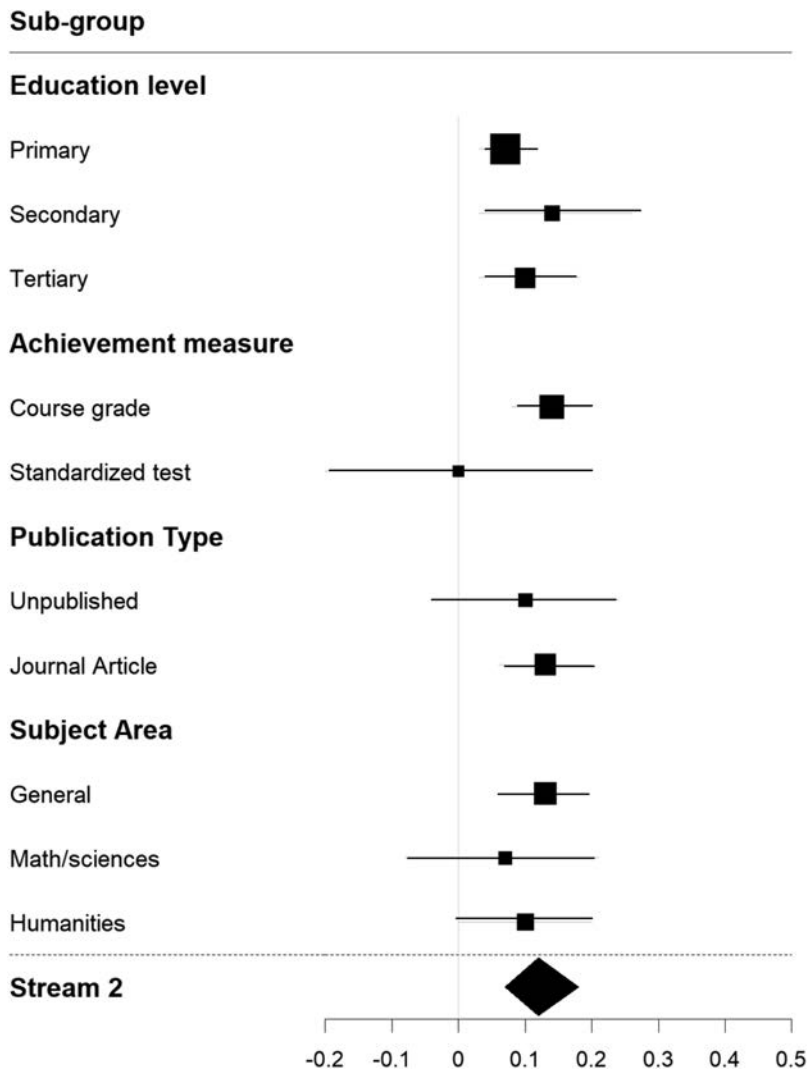 Sub-group
Education level
Primary
Secondary
Tertiary
Achievement measure
Course grade
Standardized test
Publication Type
Unpublished
Journal Article
Subject Area
General
Math/sciences
Humanities
Stream 2
-0.2 -0.1 0 0.1 0.2 0.3 0.4 0.5